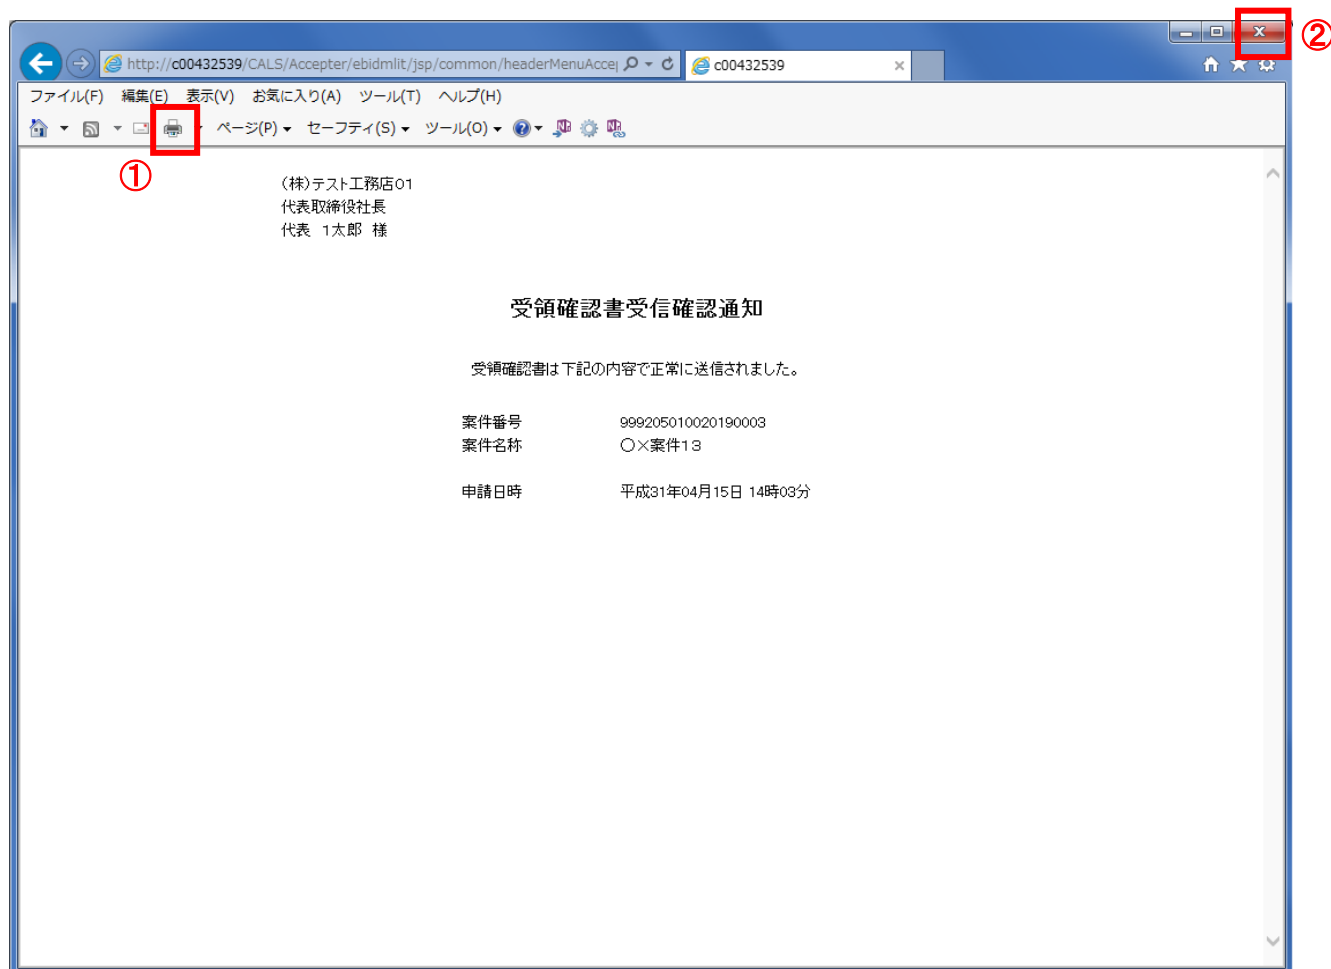 ②
http://c00432539/CALS/Accepter/ebidmlit/jsp/common/headerMenuAcce
c00432539
ファイル(F) 編集(E) 表示(V) お気に入り(A) ツール(T) ヘルプ(H)
ページ(P) セーフティ(S) ツール(O)
①
(株)テスト工務店01
代表取締役社長
代表 1太郎 様
受領確認書受信確認通知
受領確認書は下記の内容で正常に送信されました。
案件番号 999205010020190003
案件名称 〇×案件13
申請日時 平成31年04月15日 14時03分